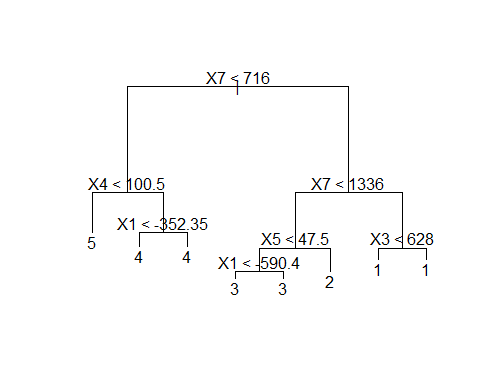 X7 < 716
X4 < 100.5
X7 < 1336
X1 < -352.35
5
4
4
X5 < 47.5
X3 < 628
X1 < -590.4
2
1
1
3
3